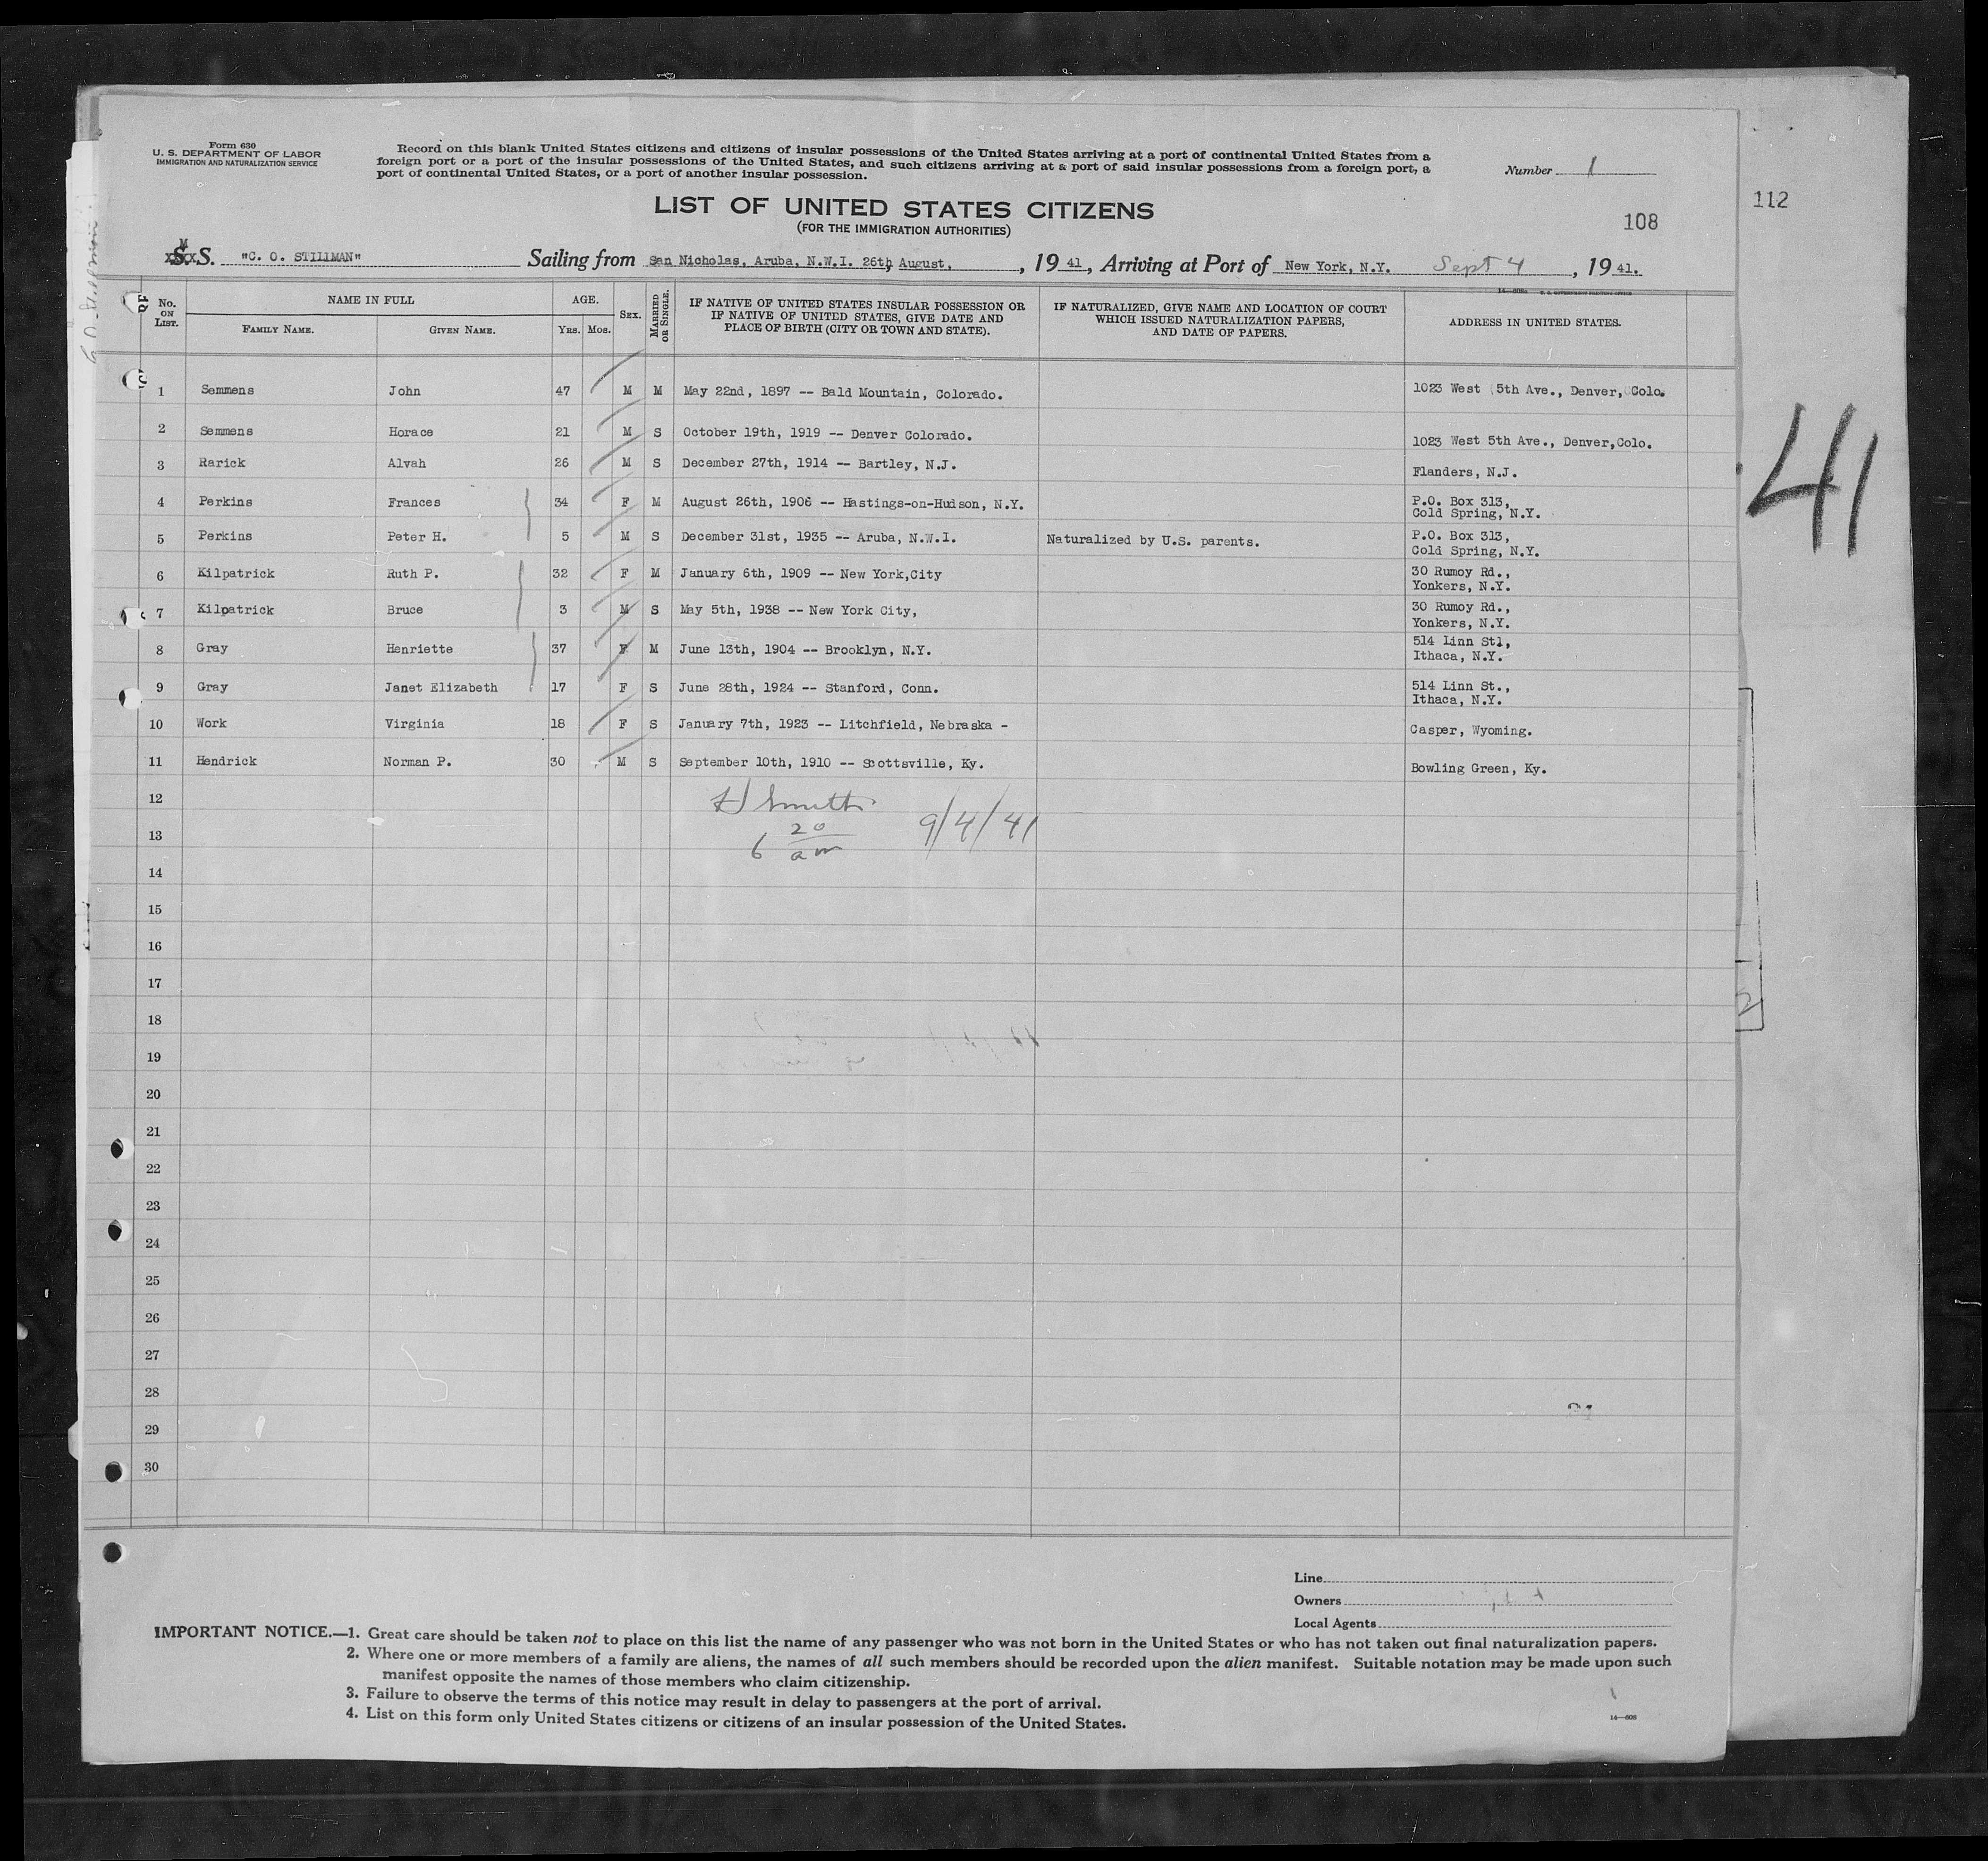 Form 630
U. S. DEPARTMENT OF LABOR
IMMIGRATION AND NATURALIZATION SERVICE
Record on this blank United States citizens and citizens of insular possessions of the United States arriving at a port of continental United States from a
foreign port or a port of the insular possessions of the United States, and such citizens arriving at a port of said insular possessions from a foreign port, a
port of continental United States, or a port of another insular possession.
Number 1
112
LIST OF UNITED STATES CITIZENS
(FOR THE IMMIGRATION AUTHORITIES)
108
M
S. S. "C. O. STILLMAN" Sailing from San Nicholas, Aruba, N.W.I. 26th August, , 19 41 , Arriving at Port of New York, N.Y. Sept 4 , 19 41.
No. ON LIST. NAME IN FULL AGE. SEX. MARRIED OR SINGLE. IF NATIVE OF UNITED STATES INSULAR POSSESSION OR IF NATIVE OF UNITED STATES, GIVE DATE AND PLACE OF BIRTH (CITY OR TOWN AND STATE). IF NATURALIZED, GIVE NAME AND LOCATION OF COURT WHICH ISSUED NATURALIZATION PAPERS, AND DATE OF PAPERS. ADDRESS IN UNITED STATES.
FAMILY NAME. GIVEN NAME. YRS. MOS.
1 Semmens John 47 M M May 22nd, 1897 -- Bald Mountain, Colorado. 1023 West 5th Ave., Denver, Colo.
2 Semmens Horace 21 M S October 19th, 1919 -- Denver Colorado. 1023 West 5th Ave., Denver,Colo.
3 Rarick Alvah 26 M S December 27th, 1914 -- Bartley, N.J. Flanders, N.J.
4 Perkins Frances 34 F M August 26th, 1906 -- Hastings-on-Hudson, N.Y. P.O. Box 313,
Cold Spring, N.Y.
5 Perkins Peter H. 5 M S December 31st, 1935 -- Aruba, N.W.I. Naturalized by U.S. parents. P.O. Box 313,
Cold Spring, N.Y.
6 Kilpatrick Ruth P. 32 F M January 6th, 1909 -- New York,City 30 Rumoy Rd.,
Yonkers, N.Y.
7 Kilpatrick Bruce 3 M S May 5th, 1938 -- New York City, 30 Rumoy Rd.,
Yonkers, N.Y.
8 Gray Henriette 37 F M June 13th, 1904 -- Brooklyn, N.Y. 514 Linn St1,
Ithaca, N.Y.
9 Gray Janet Elizabeth 17 F S June 28th, 1924 -- Stanford, Conn. 514 Linn St.,
Ithaca, N.Y.
10 Work Virginia 18 F S January 7th, 1923 -- Litchfield, Nebraska - Casper, Wyoming.
11 Hendrick Norman P. 30 M S September 10th, 1910 -- Scottsville, Ky. Bowling Green, Ky.
41
12
Smith
13
6 20 am 9/4/41
14
15
16
17
18
19
20
21
22
23
24
25
26
27
28
29
30
Line
Owners
Local Agents
IMPORTANT NOTICE.—1. Great care should be taken not to place on this list the name of any passenger who was not born in the United States or who has not taken out final naturalization papers.
2. Where one or more members of a family are aliens, the names of all such members should be recorded upon the alien manifest. Suitable notation may be made upon such
manifest opposite the names of those members who claim citizenship.
3. Failure to observe the terms of this notice may result in delay to passengers at the port of arrival.
4. List on this form only United States citizens or citizens of an insular possession of the United States.
14—608